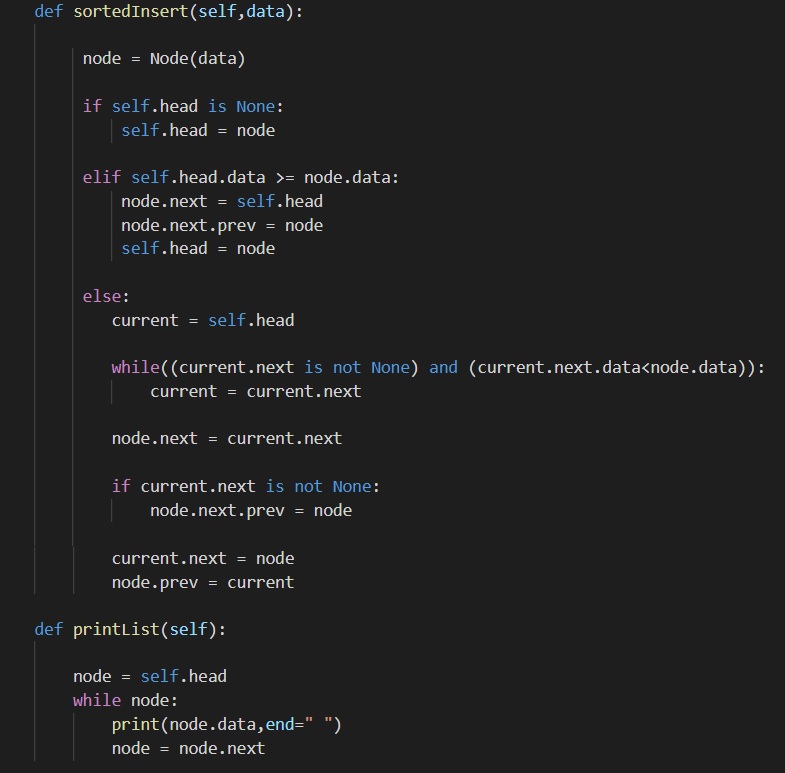 def sortedInsert(self,data):
node = Node(data)
if self.head is None:
self.head = node
elif self.head.data >= node.data:
node.next = self.head
node.next.prev = node
self.head = node
else:
current = self.head
while((current.next is not None) and (current.next.data<node.data)):
current = current.next
node.next = current.next
if current.next is not None:
node.next.prev = node
current.next = node
node.prev = current
def printList(self):
node = self.head
while node:
print(node.data,end=" ")
node = node.next